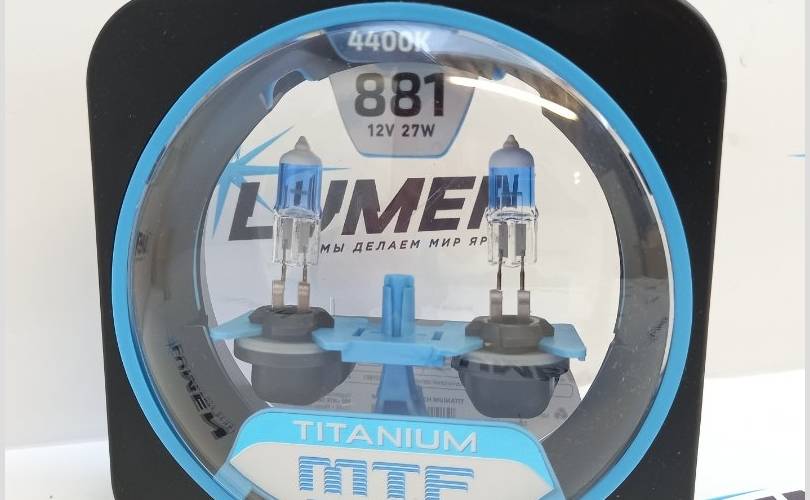 4400K
881
12V 27W
LUMEN
МЫ ДЕЛАЕМ МИР ЯР
TITANIUM
MTF